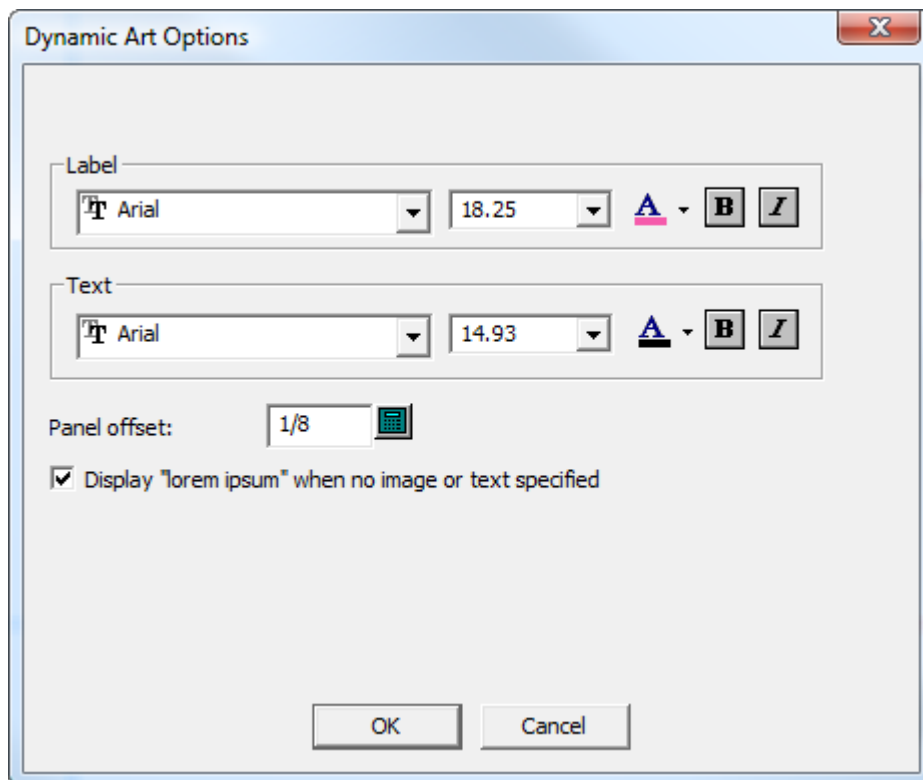 Dynamic Art Options
Label
Arial 18.25 A B I
Text
Arial 14.93 A B I
Panel offset: 1/8
Display "lorem ipsum" when no image or text specified
OK Cancel